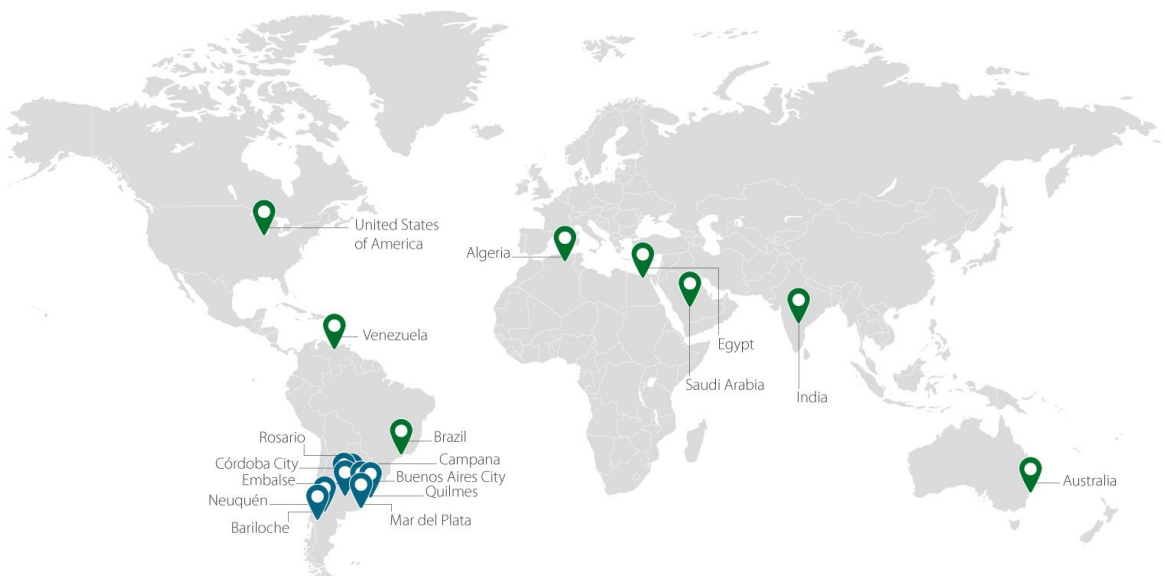 United States
of America
Algeria
Venezuela
Egypt
Saudi Arabia
India
Rosario
Brazil
Córdoba City
Campana
Embalse
Buenos Aires City
Australia
Quilmes
Neuquén
Mar del Plata
Bariloche